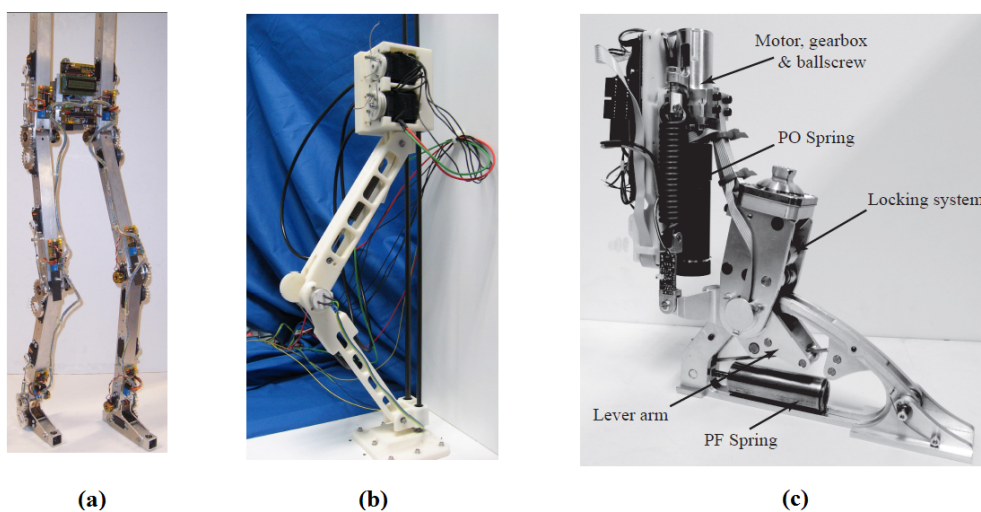 Motor, gearbox
& ballscrew
PO Spring
Locking system
Lever arm
PF Spring
(a)
(b)
(c)